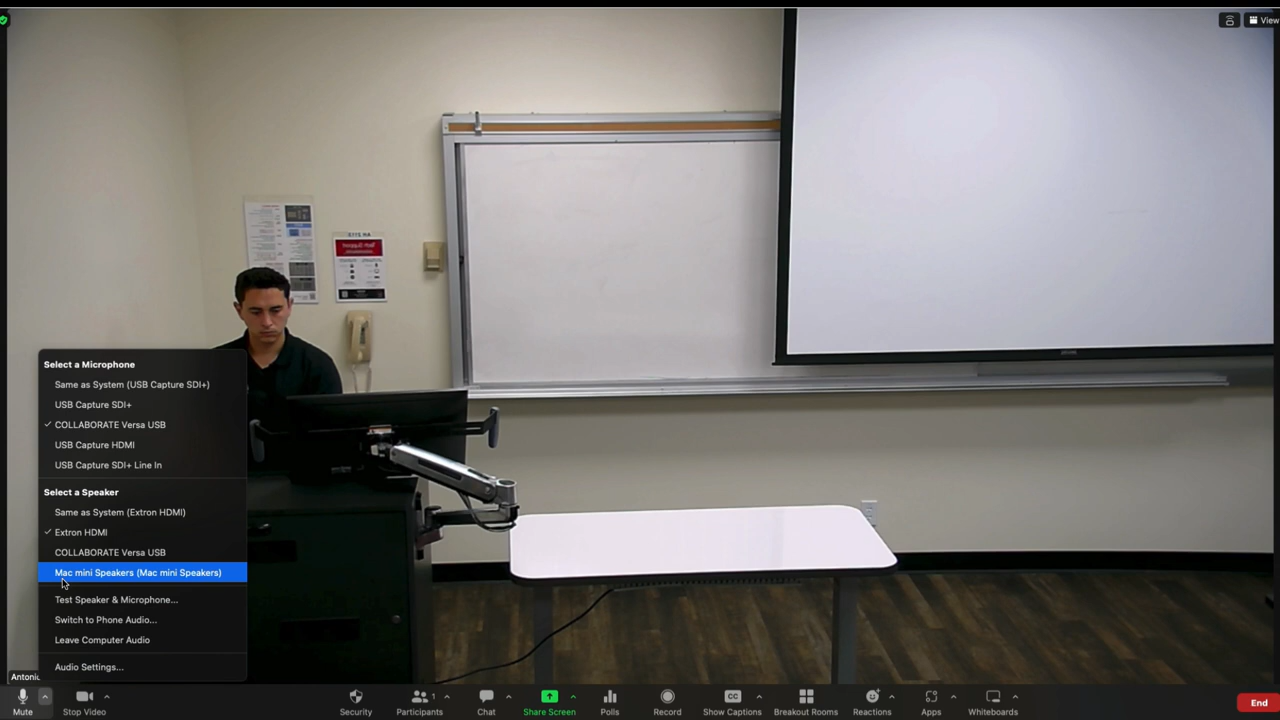 View
Select a Microphone
Same as System (USB Capture SDI+)
USB Capture SDI+
✓ COLLABORATE Versa USB
USB Capture HDMI
USB Capture SDI+ Line In
Select a Speaker
Same as System (Extron HDMI)
✓ Extron HDMI
COLLABORATE Versa USB
Mac mini Speakers (Mac mini Speakers)
Test Speaker & Microphone...
Switch to Phone Audio...
Leave Computer Audio
Audio Settings...
Antonio
Mute
Stop Video
Security
Participants
1
Chat
Share Screen
Polls
Record
CC
Show Captions
Breakout Rooms
Reactions
Apps
Whiteboards
End